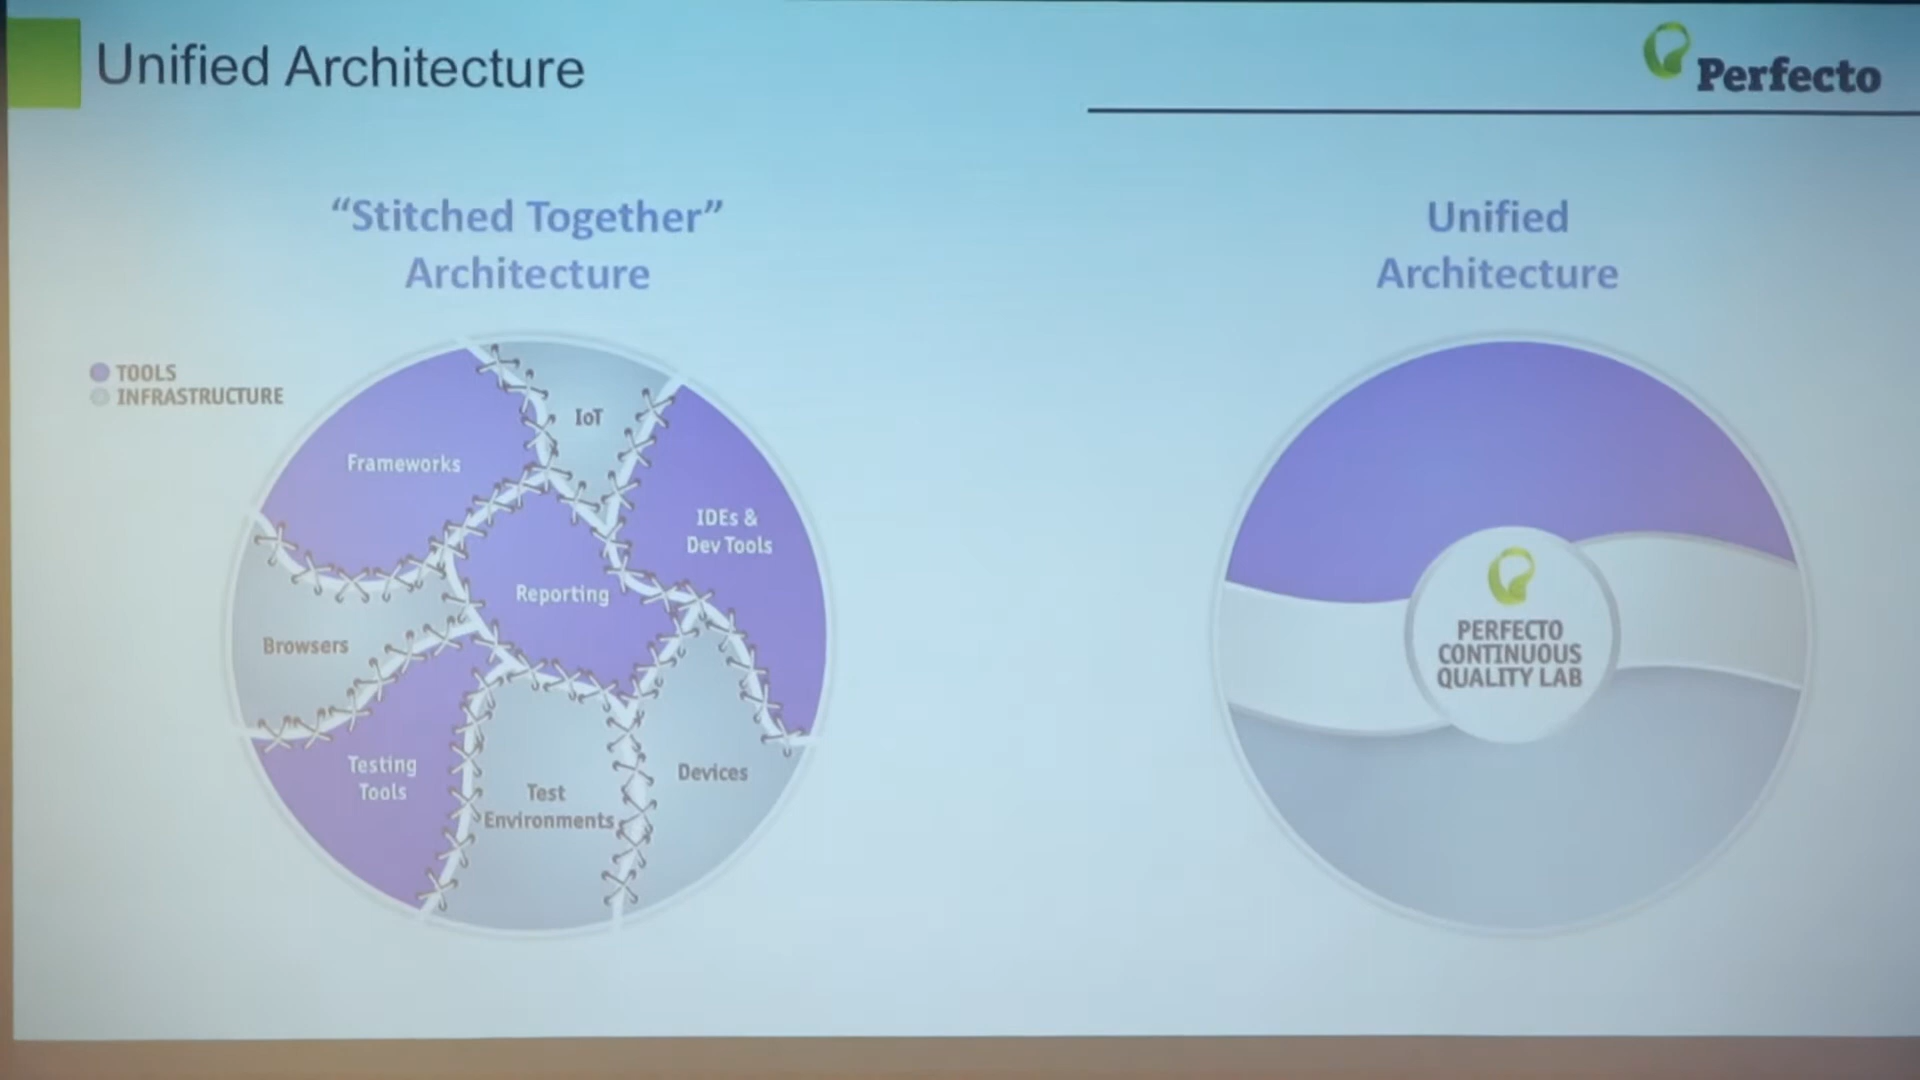 Unified Architecture
Perfecto
“Stitched Together”
Architecture
TOOLS
INFRASTRUCTURE
IoT
Frameworks
IDEs &
Dev Tools
Reporting
Browsers
Testing
Tools
Test
Environments
Devices
Unified
Architecture
PERFECTO
CONTINUOUS
QUALITY LAB